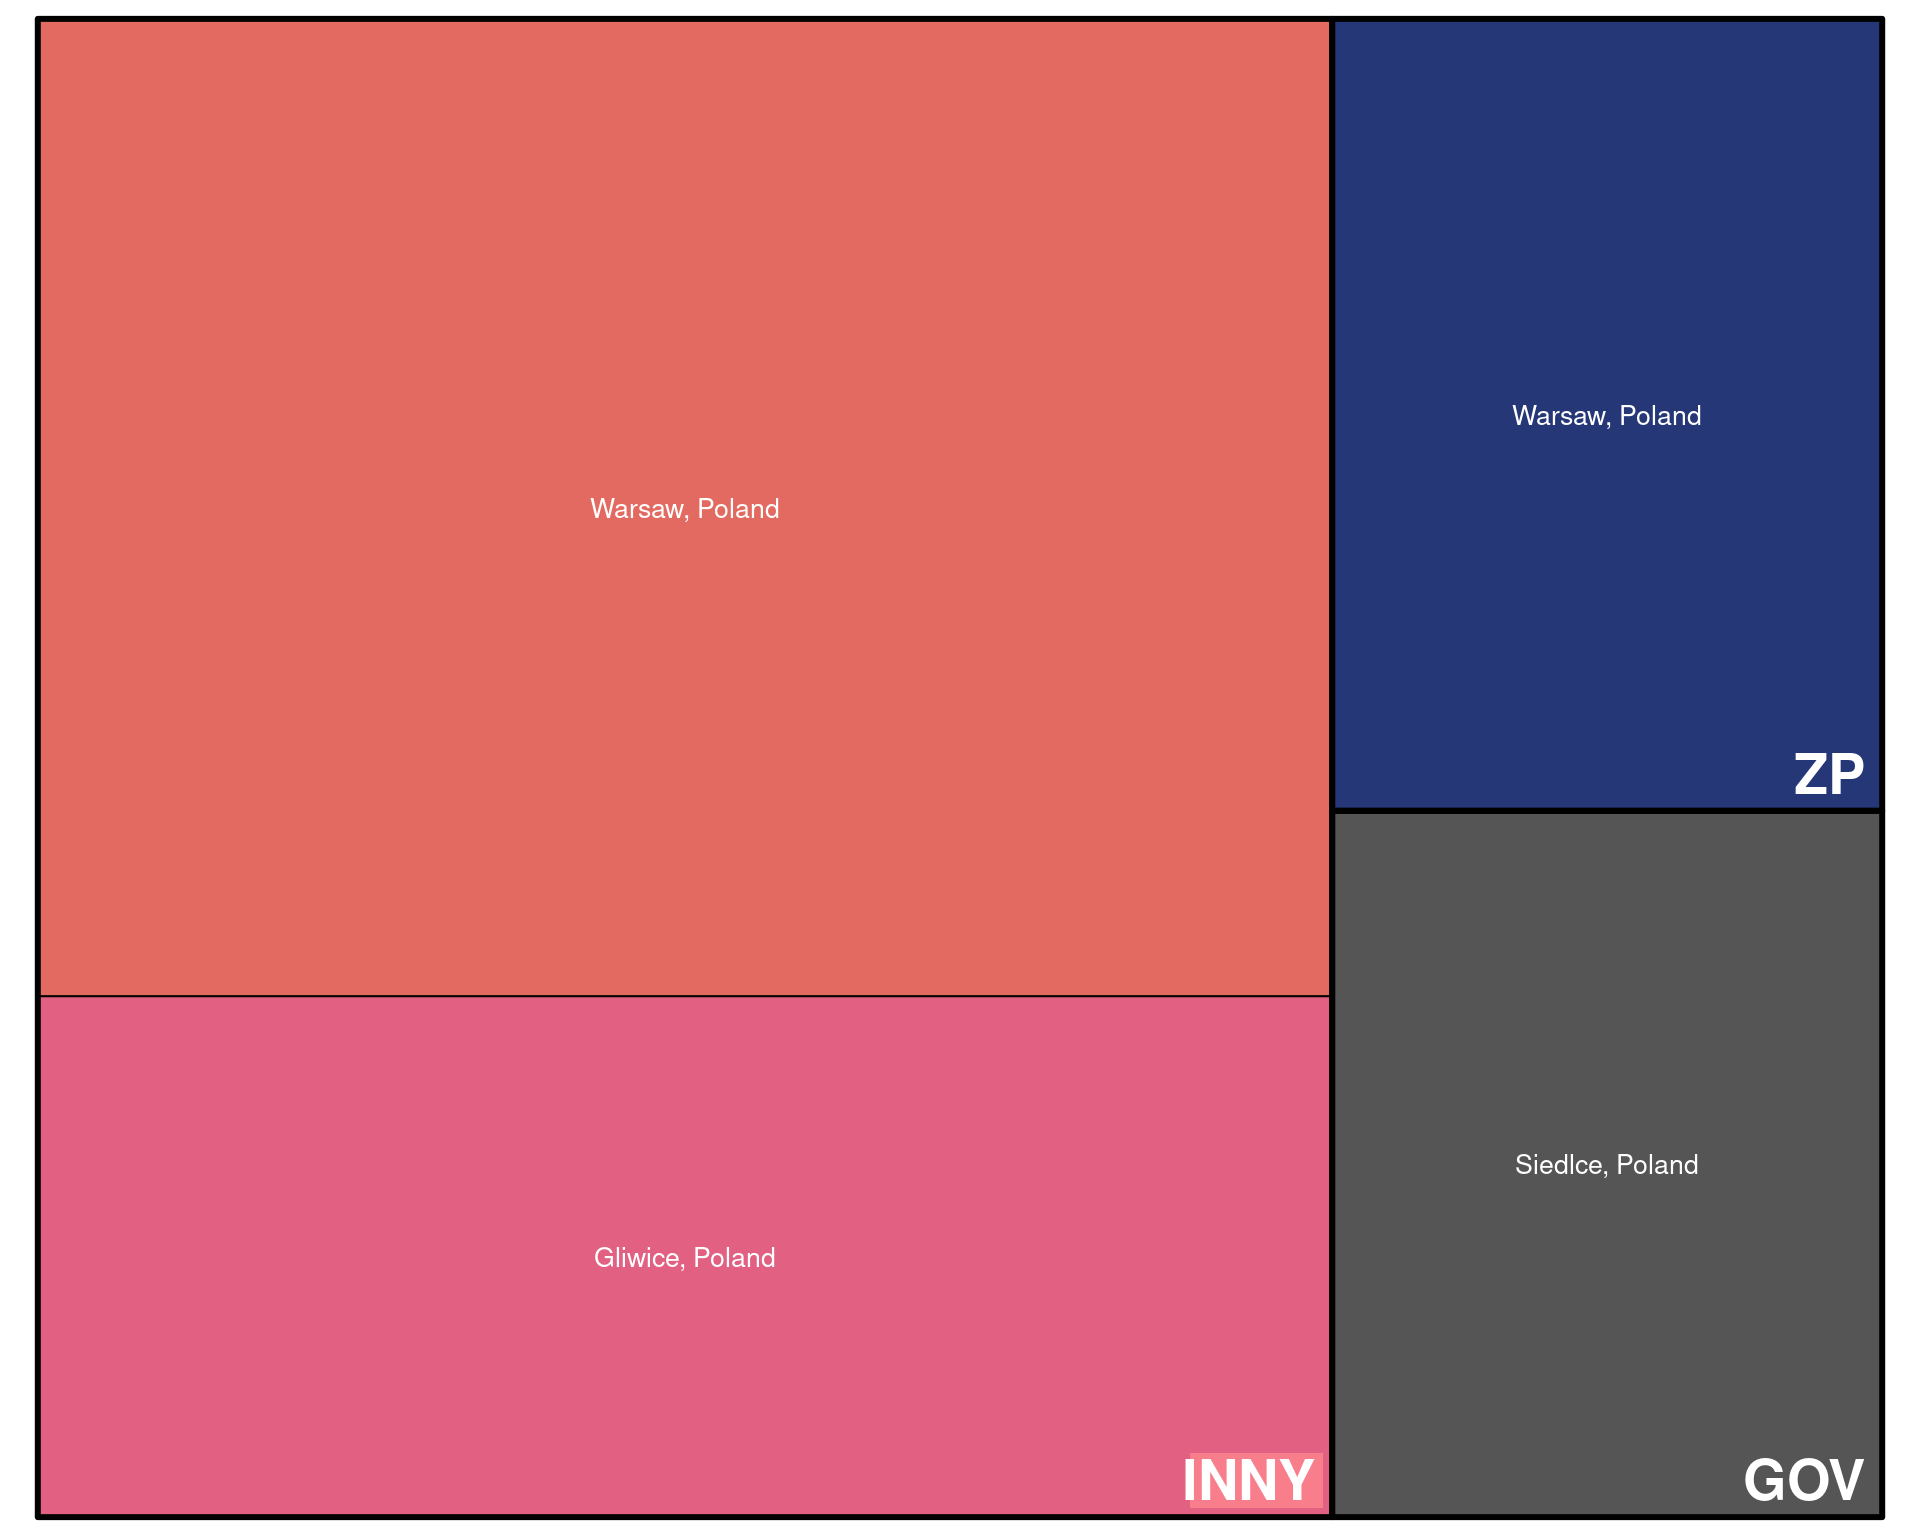 Warsaw, Poland
Warsaw, Poland
ZP
Gliwice, Poland
INNY
Siedlce, Poland
GOV